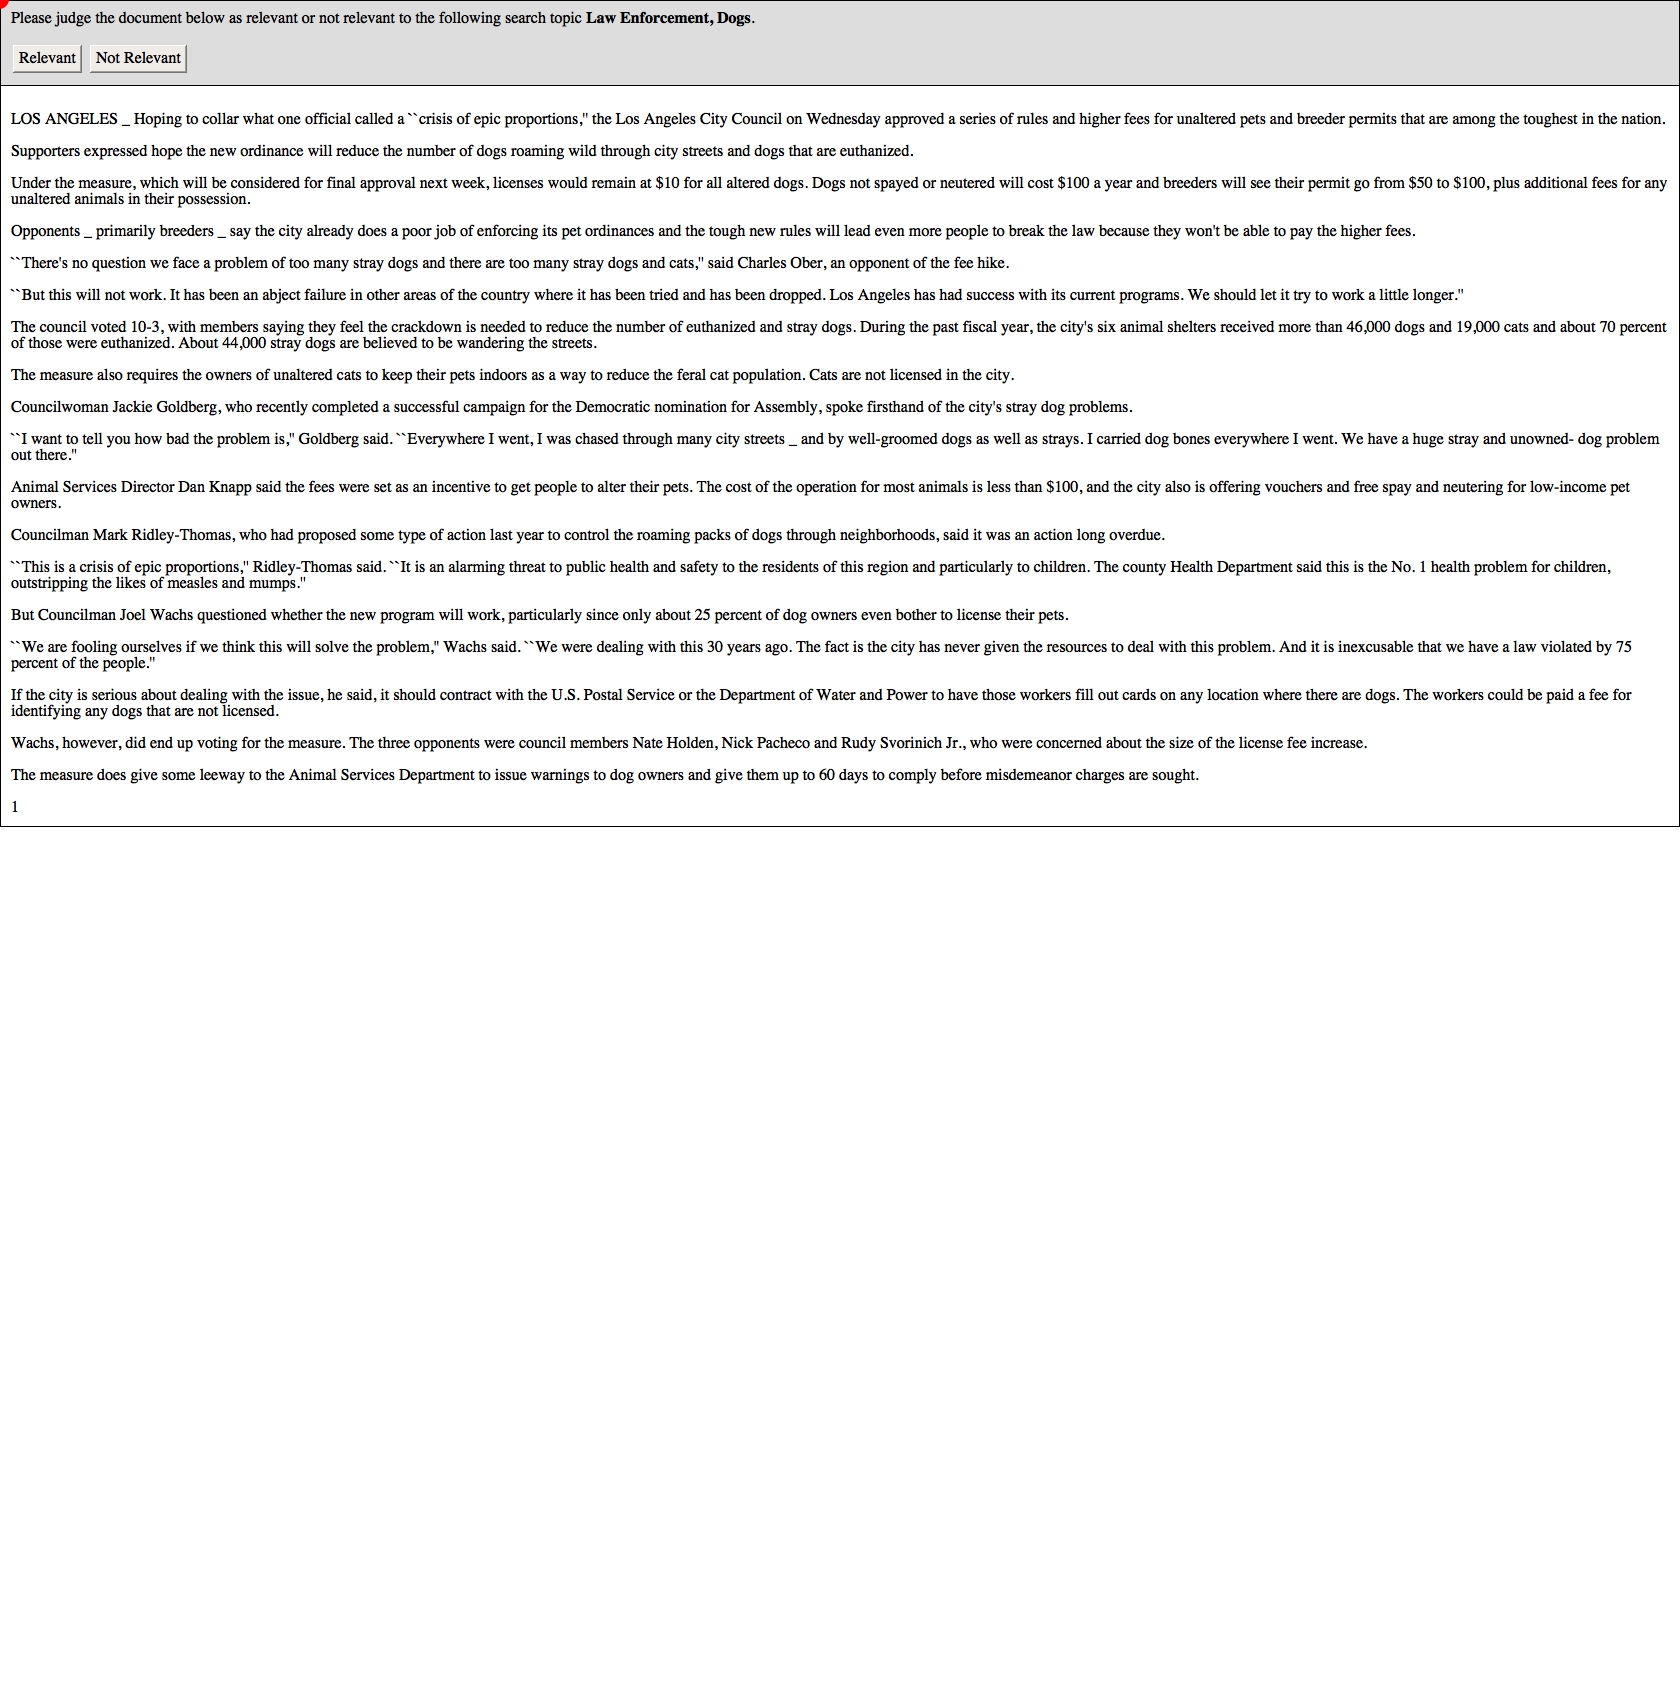 Please judge the document below as relevant or not relevant to the following search topic Law Enforcement, Dogs.
Relevant Not Relevant
LOS ANGELES _ Hoping to collar what one official called a ``crisis of epic proportions,'' the Los Angeles City Council on Wednesday approved a series of rules and higher fees for unaltered pets and breeder permits that are among the toughest in the nation.
Supporters expressed hope the new ordinance will reduce the number of dogs roaming wild through city streets and dogs that are euthanized.
Under the measure, which will be considered for final approval next week, licenses would remain at $10 for all altered dogs. Dogs not spayed or neutered will cost $100 a year and breeders will see their permit go from $50 to $100, plus additional fees for any
unaltered animals in their possession.
Opponents _ primarily breeders _ say the city already does a poor job of enforcing its pet ordinances and the tough new rules will lead even more people to break the law because they won't be able to pay the higher fees.
``There's no question we face a problem of too many stray dogs and there are too many stray dogs and cats,'' said Charles Ober, an opponent of the fee hike.
``But this will not work. It has been an abject failure in other areas of the country where it has been tried and has been dropped. Los Angeles has had success with its current programs. We should let it try to work a little longer.''
The council voted 10-3, with members saying they feel the crackdown is needed to reduce the number of euthanized and stray dogs. During the past fiscal year, the city's six animal shelters received more than 46,000 dogs and 19,000 cats and about 70 percent
of those were euthanized. About 44,000 stray dogs are believed to be wandering the streets.
The measure also requires the owners of unaltered cats to keep their pets indoors as a way to reduce the feral cat population. Cats are not licensed in the city.
Councilwoman Jackie Goldberg, who recently completed a successful campaign for the Democratic nomination for Assembly, spoke firsthand of the city's stray dog problems.
``I want to tell you how bad the problem is,'' Goldberg said. ``Everywhere I went, I was chased through many city streets _ and by well-groomed dogs as well as strays. I carried dog bones everywhere I went. We have a huge stray and unowned- dog problem
out there.''
Animal Services Director Dan Knapp said the fees were set as an incentive to get people to alter their pets. The cost of the operation for most animals is less than $100, and the city also is offering vouchers and free spay and neutering for low-income pet
owners.
Councilman Mark Ridley-Thomas, who had proposed some type of action last year to control the roaming packs of dogs through neighborhoods, said it was an action long overdue.
``This is a crisis of epic proportions,'' Ridley-Thomas said. ``It is an alarming threat to public health and safety to the residents of this region and particularly to children. The county Health Department said this is the No. 1 health problem for children,
outstripping the likes of measles and mumps.''
But Councilman Joel Wachs questioned whether the new program will work, particularly since only about 25 percent of dog owners even bother to license their pets.
``We are fooling ourselves if we think this will solve the problem,'' Wachs said. ``We were dealing with this 30 years ago. The fact is the city has never given the resources to deal with this problem. And it is inexcusable that we have a law violated by 75
percent of the people.''
If the city is serious about dealing with the issue, he said, it should contract with the U.S. Postal Service or the Department of Water and Power to have those workers fill out cards on any location where there are dogs. The workers could be paid a fee for
identifying any dogs that are not licensed.
Wachs, however, did end up voting for the measure. The three opponents were council members Nate Holden, Nick Pacheco and Rudy Svorinich Jr., who were concerned about the size of the license fee increase.
The measure does give some leeway to the Animal Services Department to issue warnings to dog owners and give them up to 60 days to comply before misdemeanor charges are sought.
1